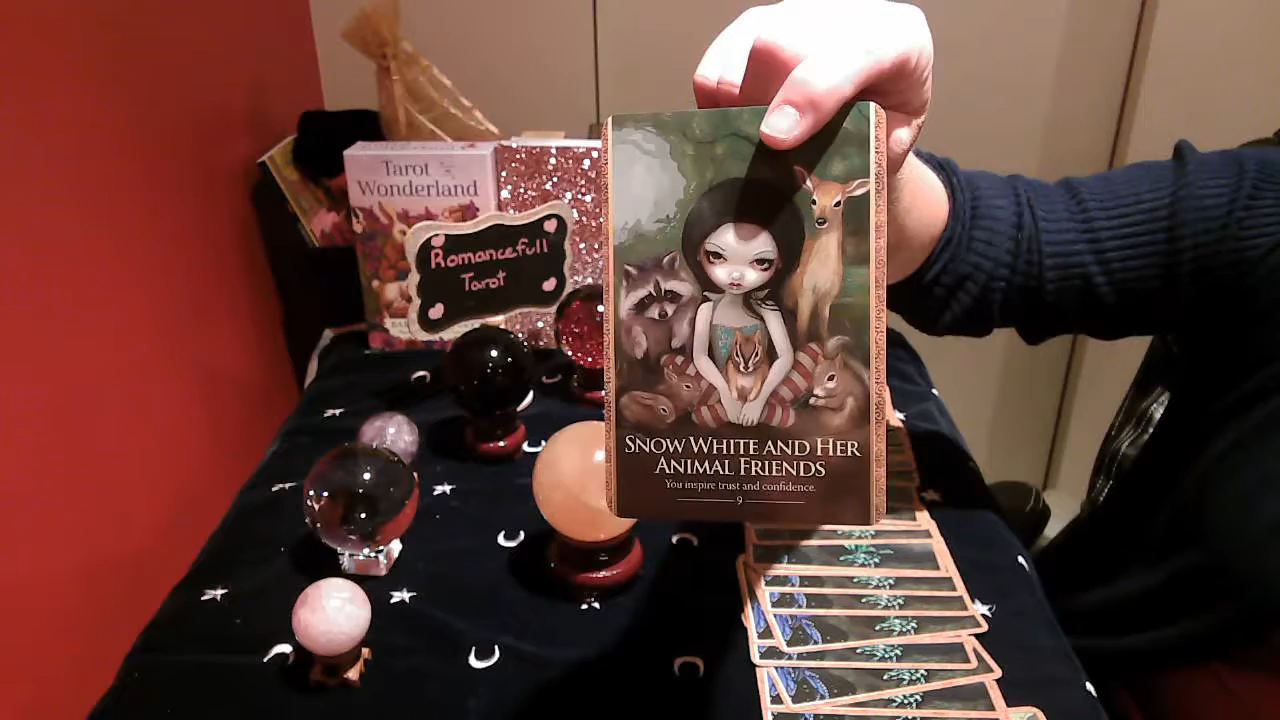 Tarot
Wonderland
Romancefull
Tarot
SNOW WHITE AND HER
ANIMAL FRIENDS
You inspire trust and confidence.
9